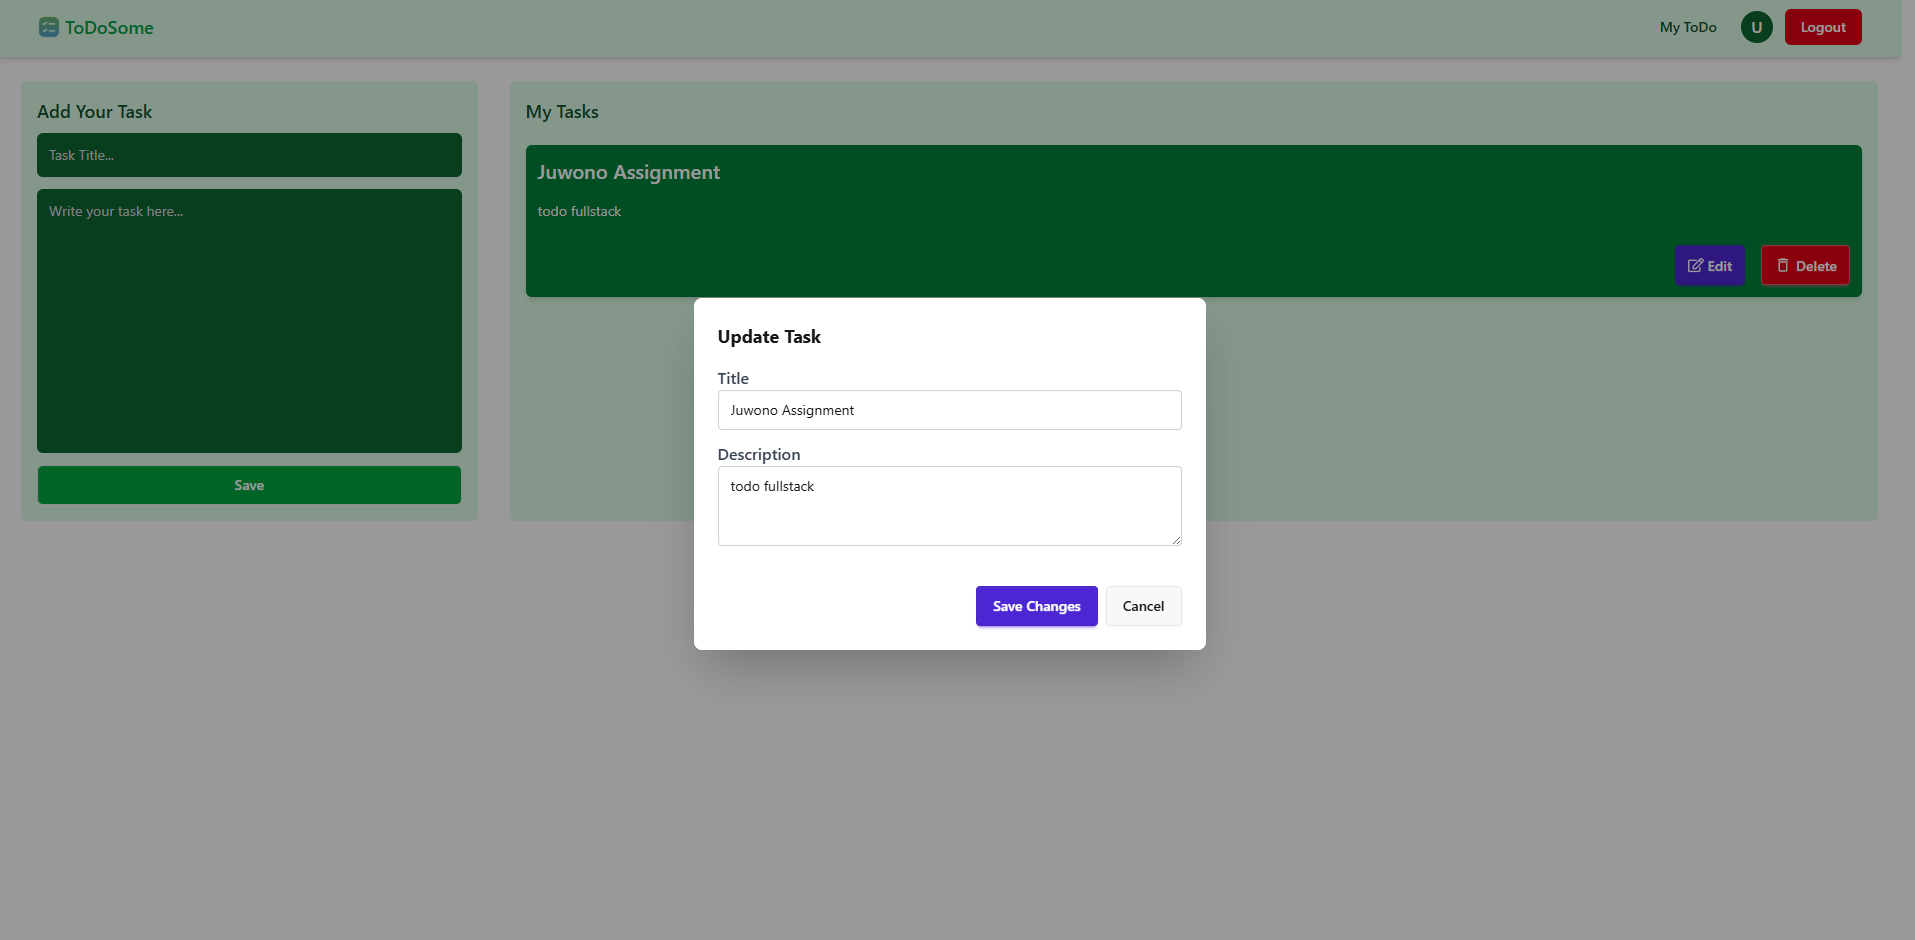 ToDoSome
My ToDo
U
Logout
Add Your Task
Task Title...
Write your task here...
Save
My Tasks
Juwono Assignment
todo fullstack
Edit
Delete
Update Task
Title
Juwono Assignment
Description
todo fullstack
Save Changes
Cancel